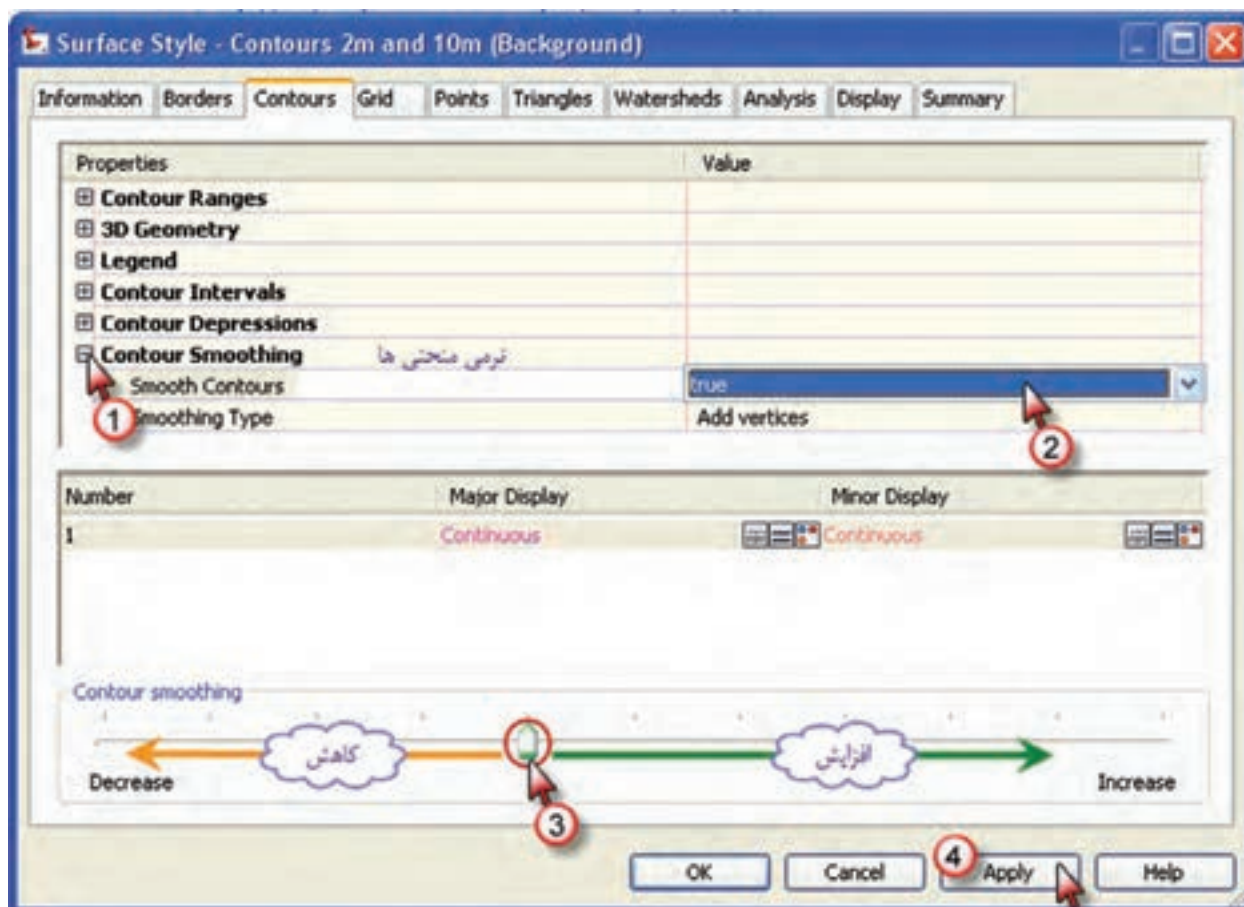 Surface Style - Contours 2m and 10m (Background)
Information Borders Contours Grid Points Triangles Watersheds Analysis Display Summary
Properties Value
Contour Ranges
3D Geometry
Legend
Contour Intervals
Contour Depressions
Contour Smoothing نرمی منحنی ها
Smooth Contours true
1 Smoothing Type Add vertices 2
Number Major Display Minor Display
1 Continuous Continuous
Contour smoothing
کاهش افزایش
Decrease Increase
3
OK Cancel 4 Apply Help